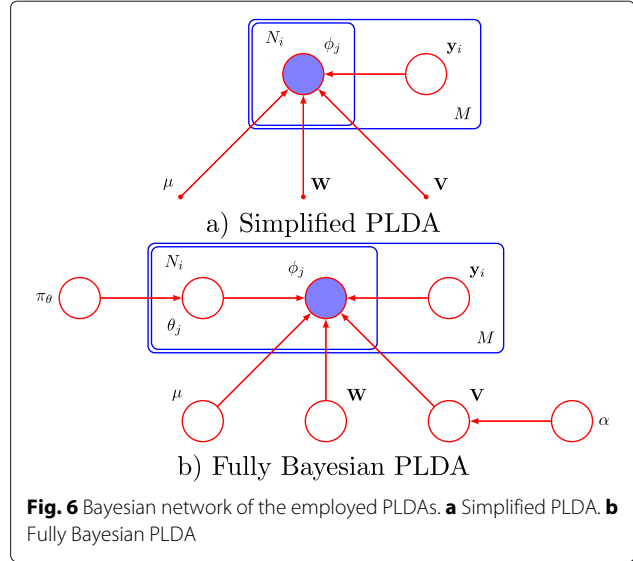 N_i
ϕ_j
y_i
M
μ
W
V
a) Simplified PLDA
N_i
ϕ_j
y_i
π_θ
θ_j
M
μ
W
V
α
b) Fully Bayesian PLDA
Fig. 6 Bayesian network of the employed PLDAs. a Simplified PLDA. b
Fully Bayesian PLDA